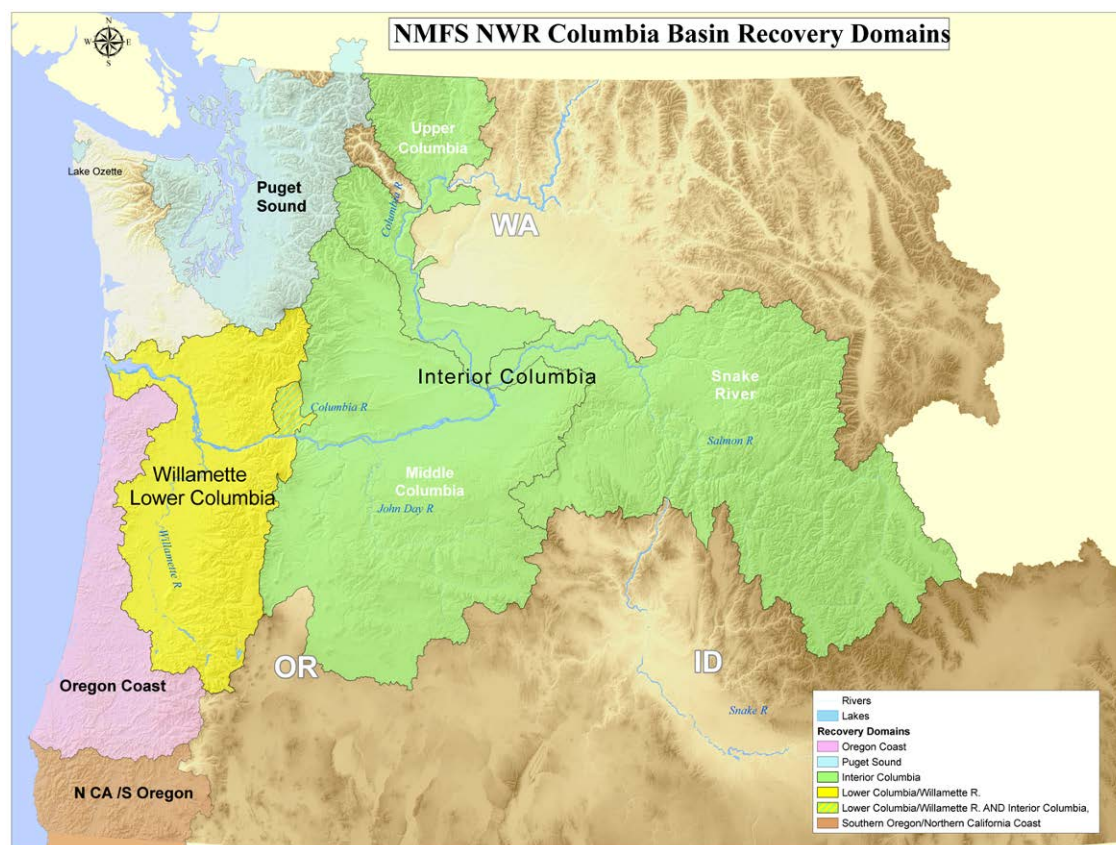 NMFS NWR Columbia Basin Recovery Domains
N
W
E
S
Upper
Columbia
Lake Ozette
Puget
Sound
Columbia R
WA
Interior Columbia
Snake
River
Columbia R
Salmon R
Willamette
Lower Columbia
Middle
Columbia
John Day R
Willamette R
OR
ID
Oregon Coast
Snake R
N CA /S Oregon
Rivers
Lakes
Recovery Domains
Oregon Coast
Puget Sound
Interior Columbia
Lower Columbia/Willamette R.
Lower Columbia/Willamette R. AND Interior Columbia,
Southern Oregon/Northern California Coast